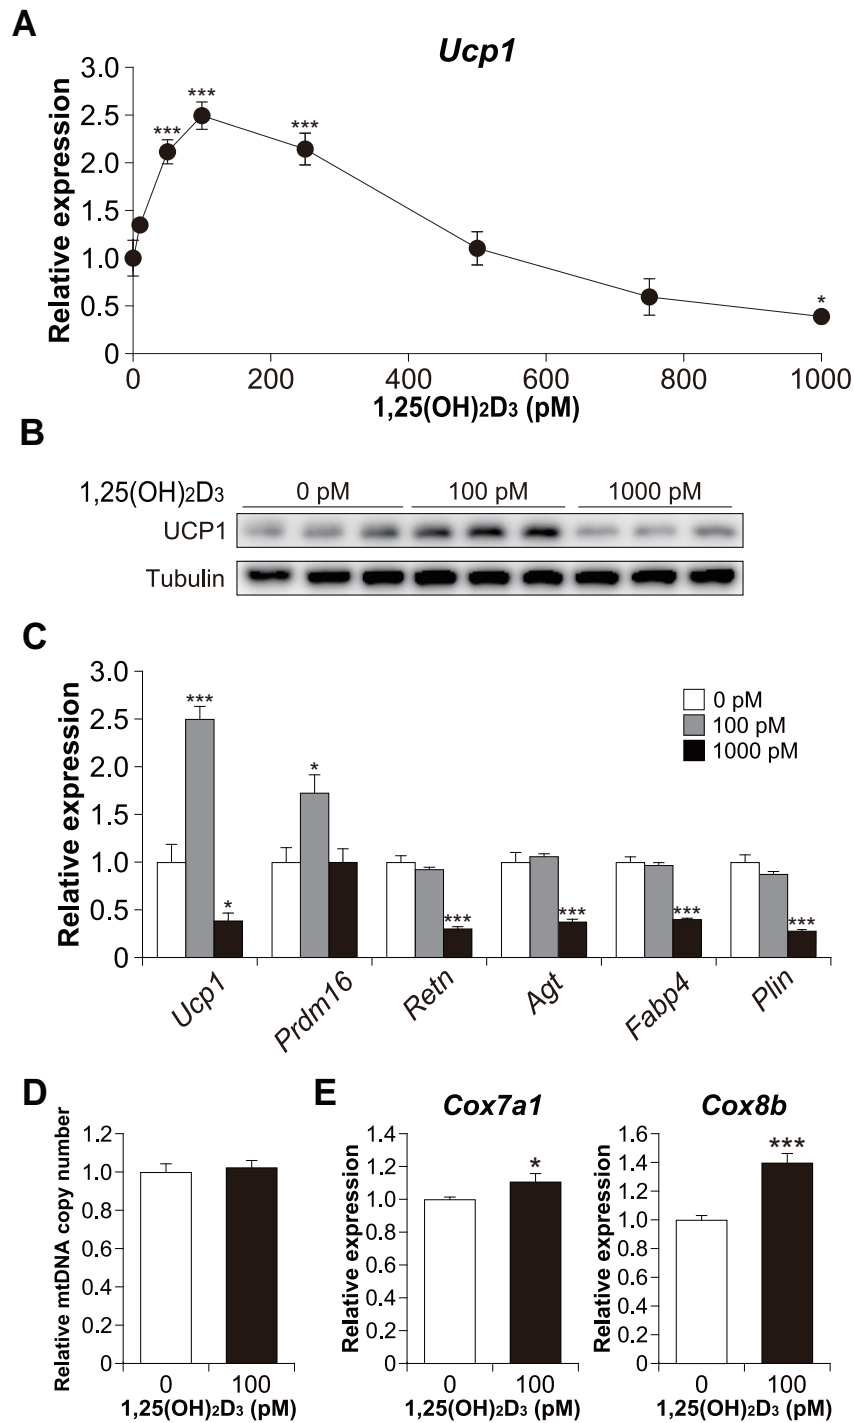 A
Ucp1
Relative expression
3.0
2.5
2.0
1.5
1.0
0.5
0
***
***
***
*
0 200 400 600 800 1000
1,25(OH)2D3 (pM)
B
1,25(OH)2D3 0 pM 100 pM 1000 pM
UCP1
Tubulin
C
Relative expression
3.0
2.5
2.0
1.5
1.0
0.5
0
0 pM
100 pM
1000 pM
***
*
*
***
***
***
***
Ucp1 Prdm16 Retn Agt Fabp4 Plin
D
Relative mtDNA copy number
1.2
1.0
0.8
0.6
0.4
0.2
0
0 100
1,25(OH)2D3 (pM)
E
Cox7a1
Relative expression
1.4
1.2
1.0
0.8
0.6
0.4
0.2
0
*
0 100
1,25(OH)2D3 (pM)
Cox8b
Relative expression
1.6
1.4
1.2
1.0
0.8
0.6
0.4
0.2
0
***
0 100
1,25(OH)2D3 (pM)